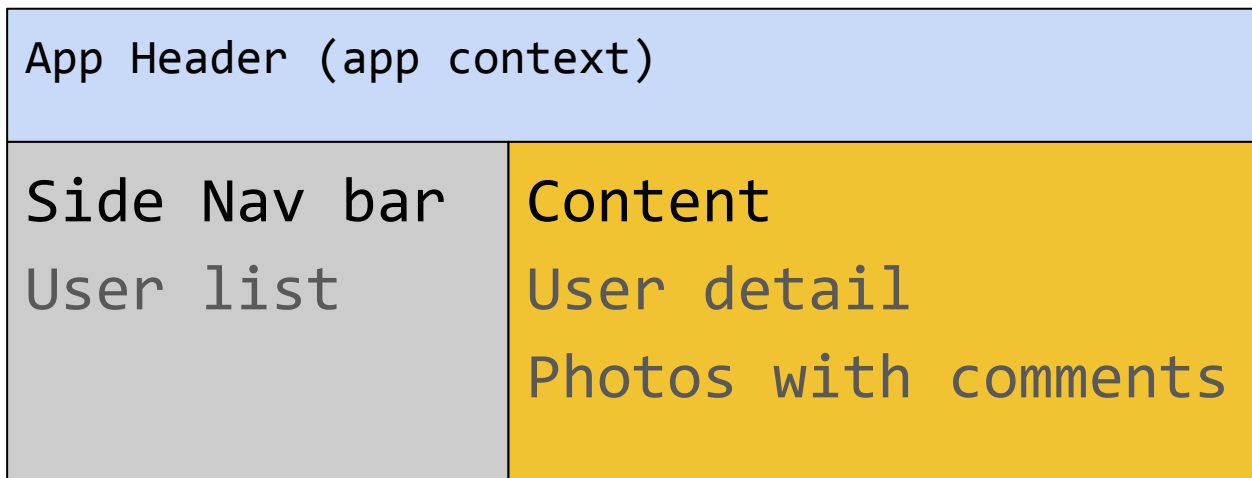 App Header (app context)
Side Nav bar
User list
Content
User detail
Photos with comments